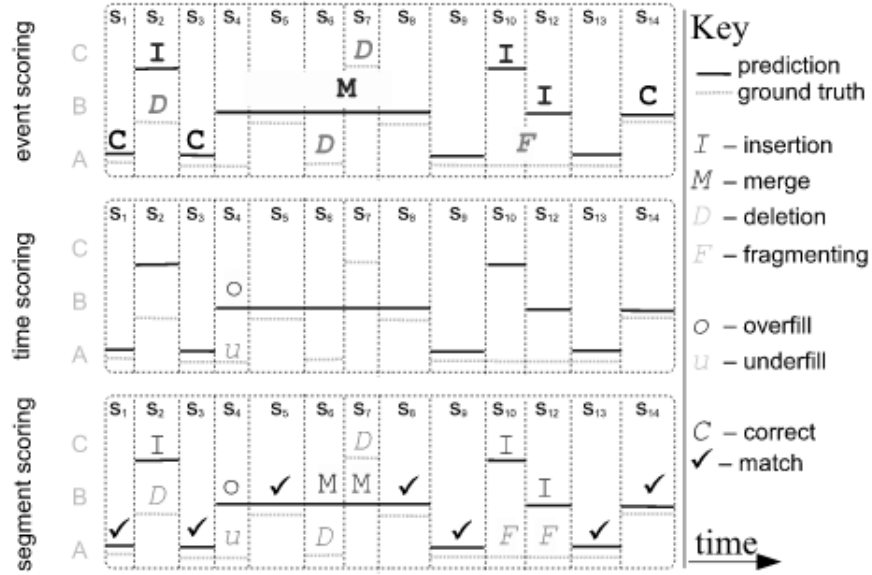 event scoring
S1 S2 S3 S4 S5 S6 S7 S8 S9 S10 S12 S13 S14
C I D I
B D M I C
A C C D F
time scoring
S1 S2 S3 S4 S5 S6 S7 S8 S9 S10 S12 S13 S14
C
B o
A u
segment scoring
S1 S2 S3 S4 S5 S6 S7 S8 S9 S10 S12 S13 S14
C I D I
B D o ✓ M M ✓ I ✓
A ✓ ✓ u D ✓ F F ✓
Key
prediction
ground truth
I – insertion
M – merge
D – deletion
F – fragmenting
o – overfill
u – underfill
C – correct
✓ – match
time